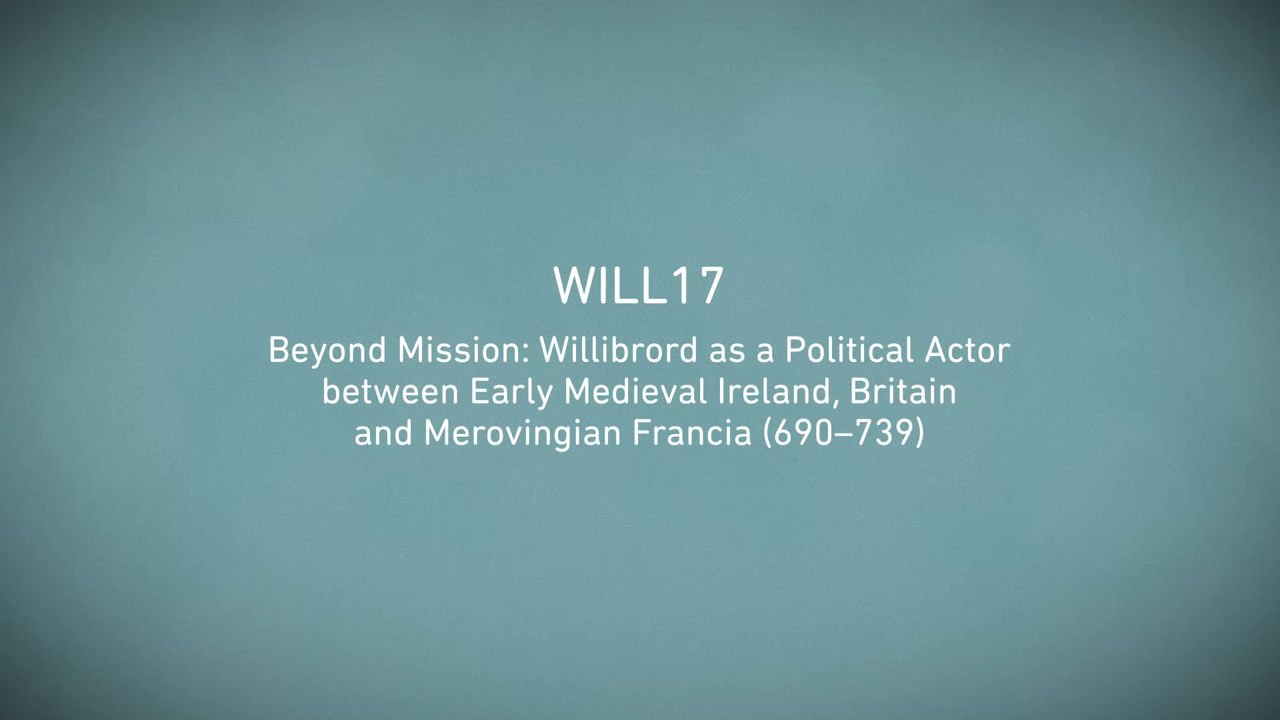 WILL17
Beyond Mission: Willibrord as a Political Actor
between Early Medieval Ireland, Britain
and Merovingian Francia (690–739)